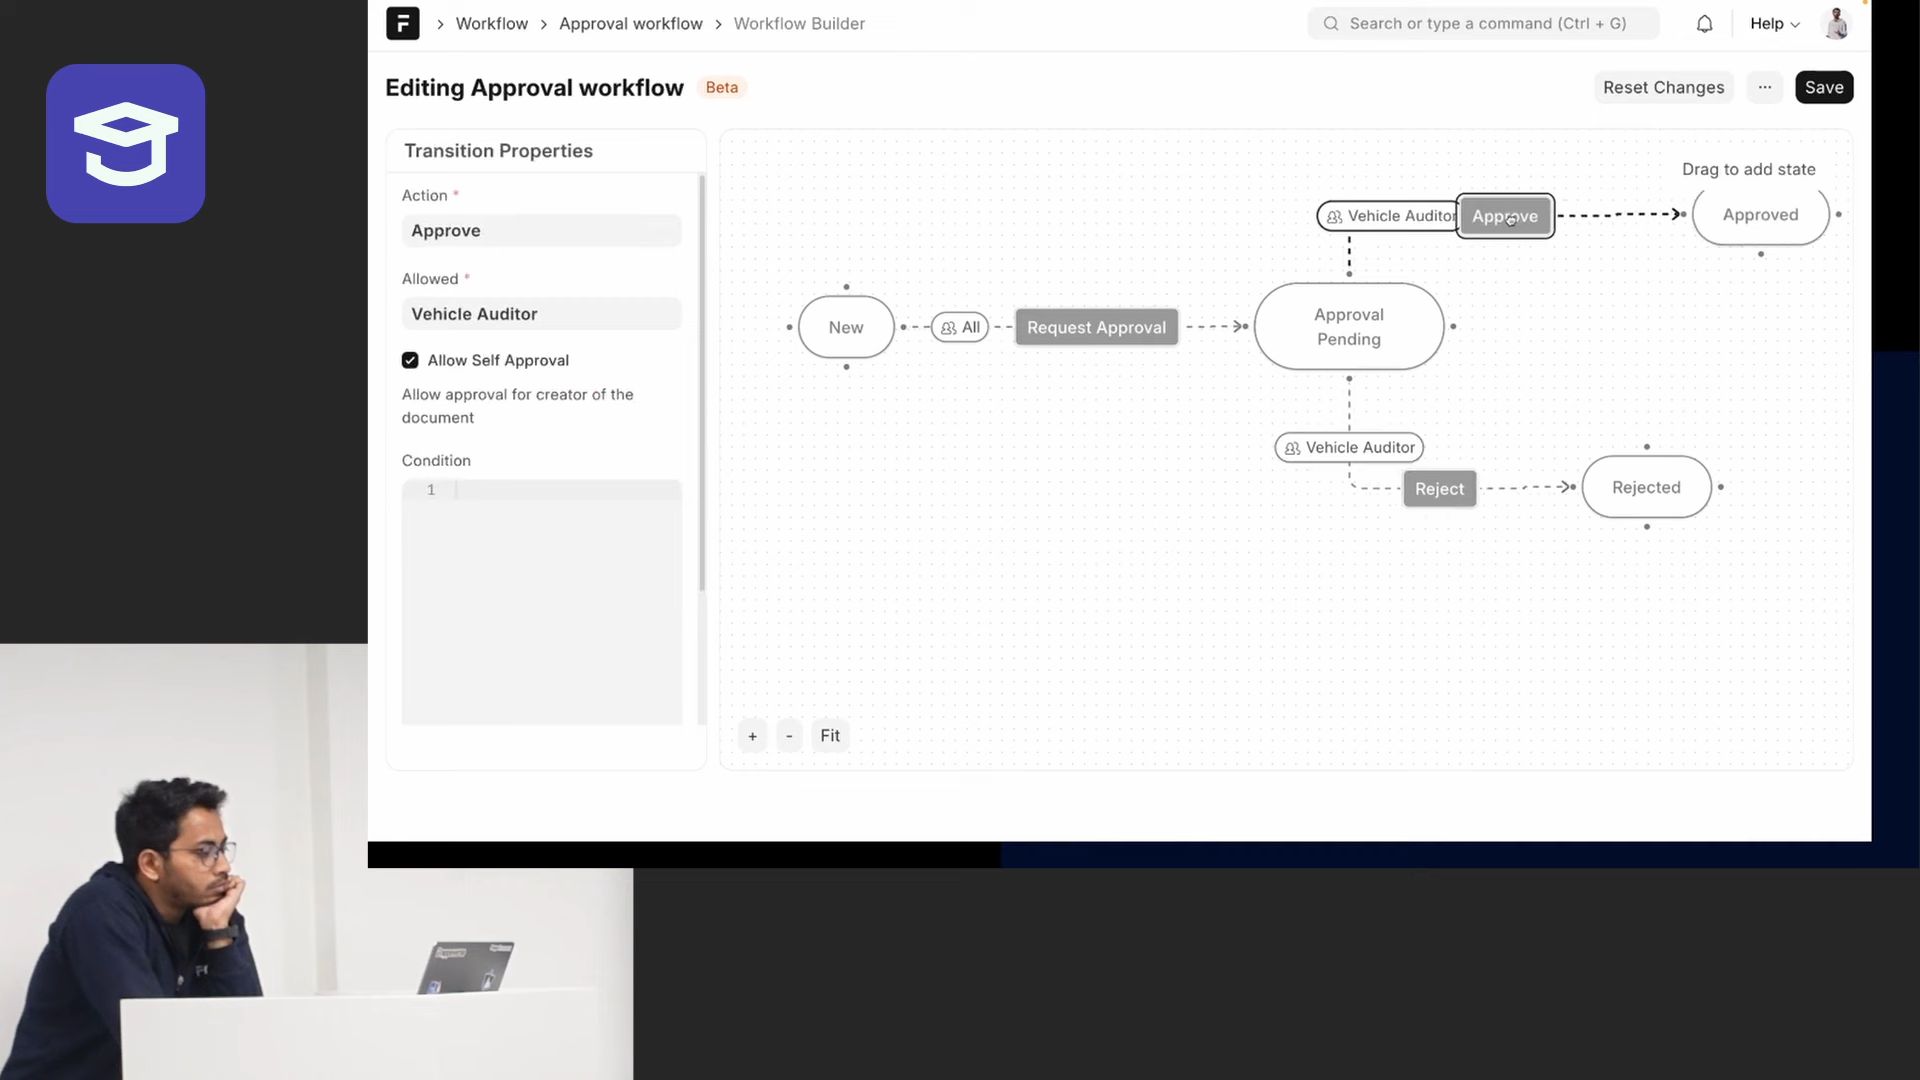 Workflow > Approval workflow > Workflow Builder
Search or type a command (Ctrl + G)
Help
Editing Approval workflow
Beta
Reset Changes
...
Save
Transition Properties
Action *
Approve
Allowed *
Vehicle Auditor
Allow Self Approval
Allow approval for creator of the
document
Condition
1
Drag to add state
Vehicle Auditor
Approve
Approved
New
All
Request Approval
Approval
Pending
Vehicle Auditor
Reject
Rejected
+
-
Fit